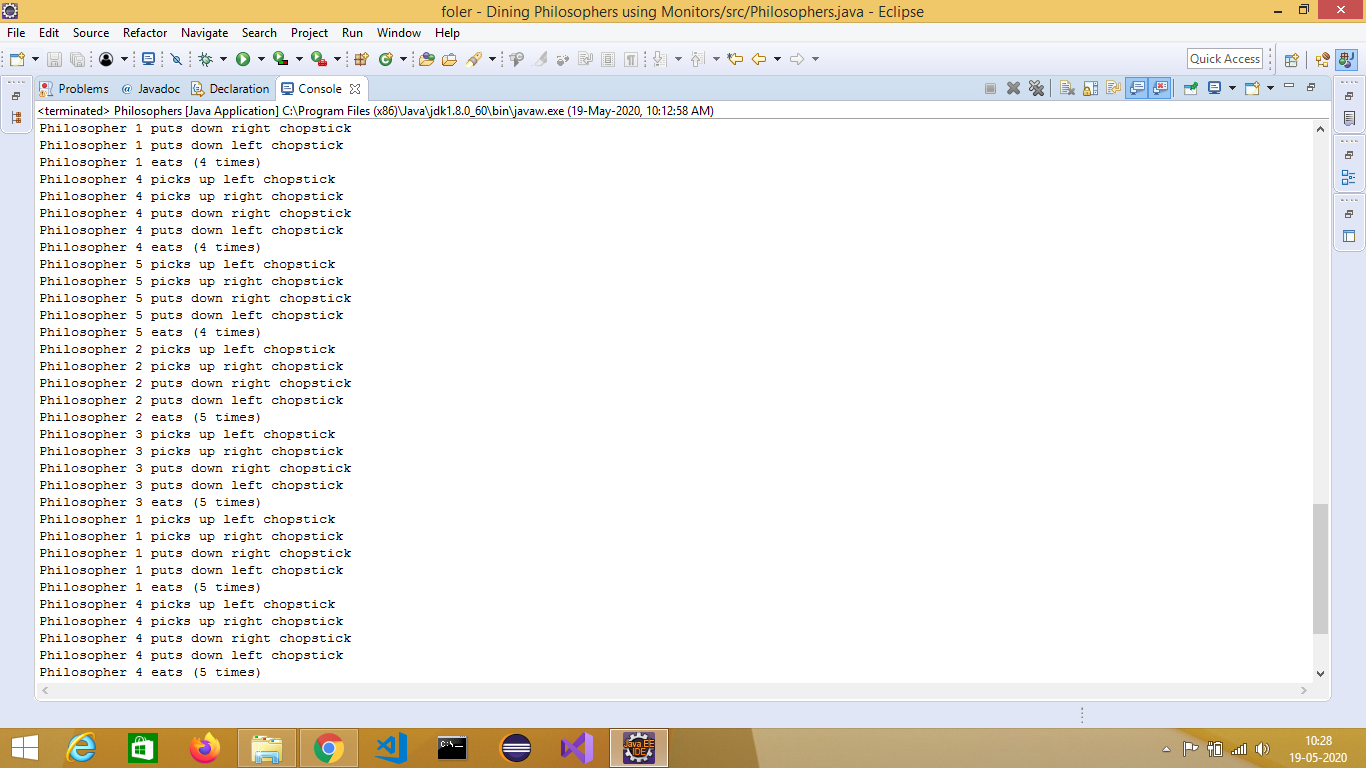 foler - Dining Philosophers using Monitors/src/Philosophers.java - Eclipse
File Edit Source Refactor Navigate Search Project Run Window Help
Quick Access
Problems @ Javadoc Declaration Console
<terminated> Philosophers [Java Application] C:\Program Files (x86)\Java\jdk1.8.0_60\bin\javaw.exe (19-May-2020, 10:12:58 AM)
Philosopher 1 puts down right chopstick
Philosopher 1 puts down left chopstick
Philosopher 1 eats (4 times)
Philosopher 4 picks up left chopstick
Philosopher 4 picks up right chopstick
Philosopher 4 puts down right chopstick
Philosopher 4 puts down left chopstick
Philosopher 4 eats (4 times)
Philosopher 5 picks up left chopstick
Philosopher 5 picks up right chopstick
Philosopher 5 puts down right chopstick
Philosopher 5 puts down left chopstick
Philosopher 5 eats (4 times)
Philosopher 2 picks up left chopstick
Philosopher 2 picks up right chopstick
Philosopher 2 puts down right chopstick
Philosopher 2 puts down left chopstick
Philosopher 2 eats (5 times)
Philosopher 3 picks up left chopstick
Philosopher 3 picks up right chopstick
Philosopher 3 puts down right chopstick
Philosopher 3 puts down left chopstick
Philosopher 3 eats (5 times)
Philosopher 1 picks up left chopstick
Philosopher 1 picks up right chopstick
Philosopher 1 puts down right chopstick
Philosopher 1 puts down left chopstick
Philosopher 1 eats (5 times)
Philosopher 4 picks up left chopstick
Philosopher 4 picks up right chopstick
Philosopher 4 puts down right chopstick
Philosopher 4 puts down left chopstick
Philosopher 4 eats (5 times)
C:\
Java EE
IDE
10:28
19-05-2020